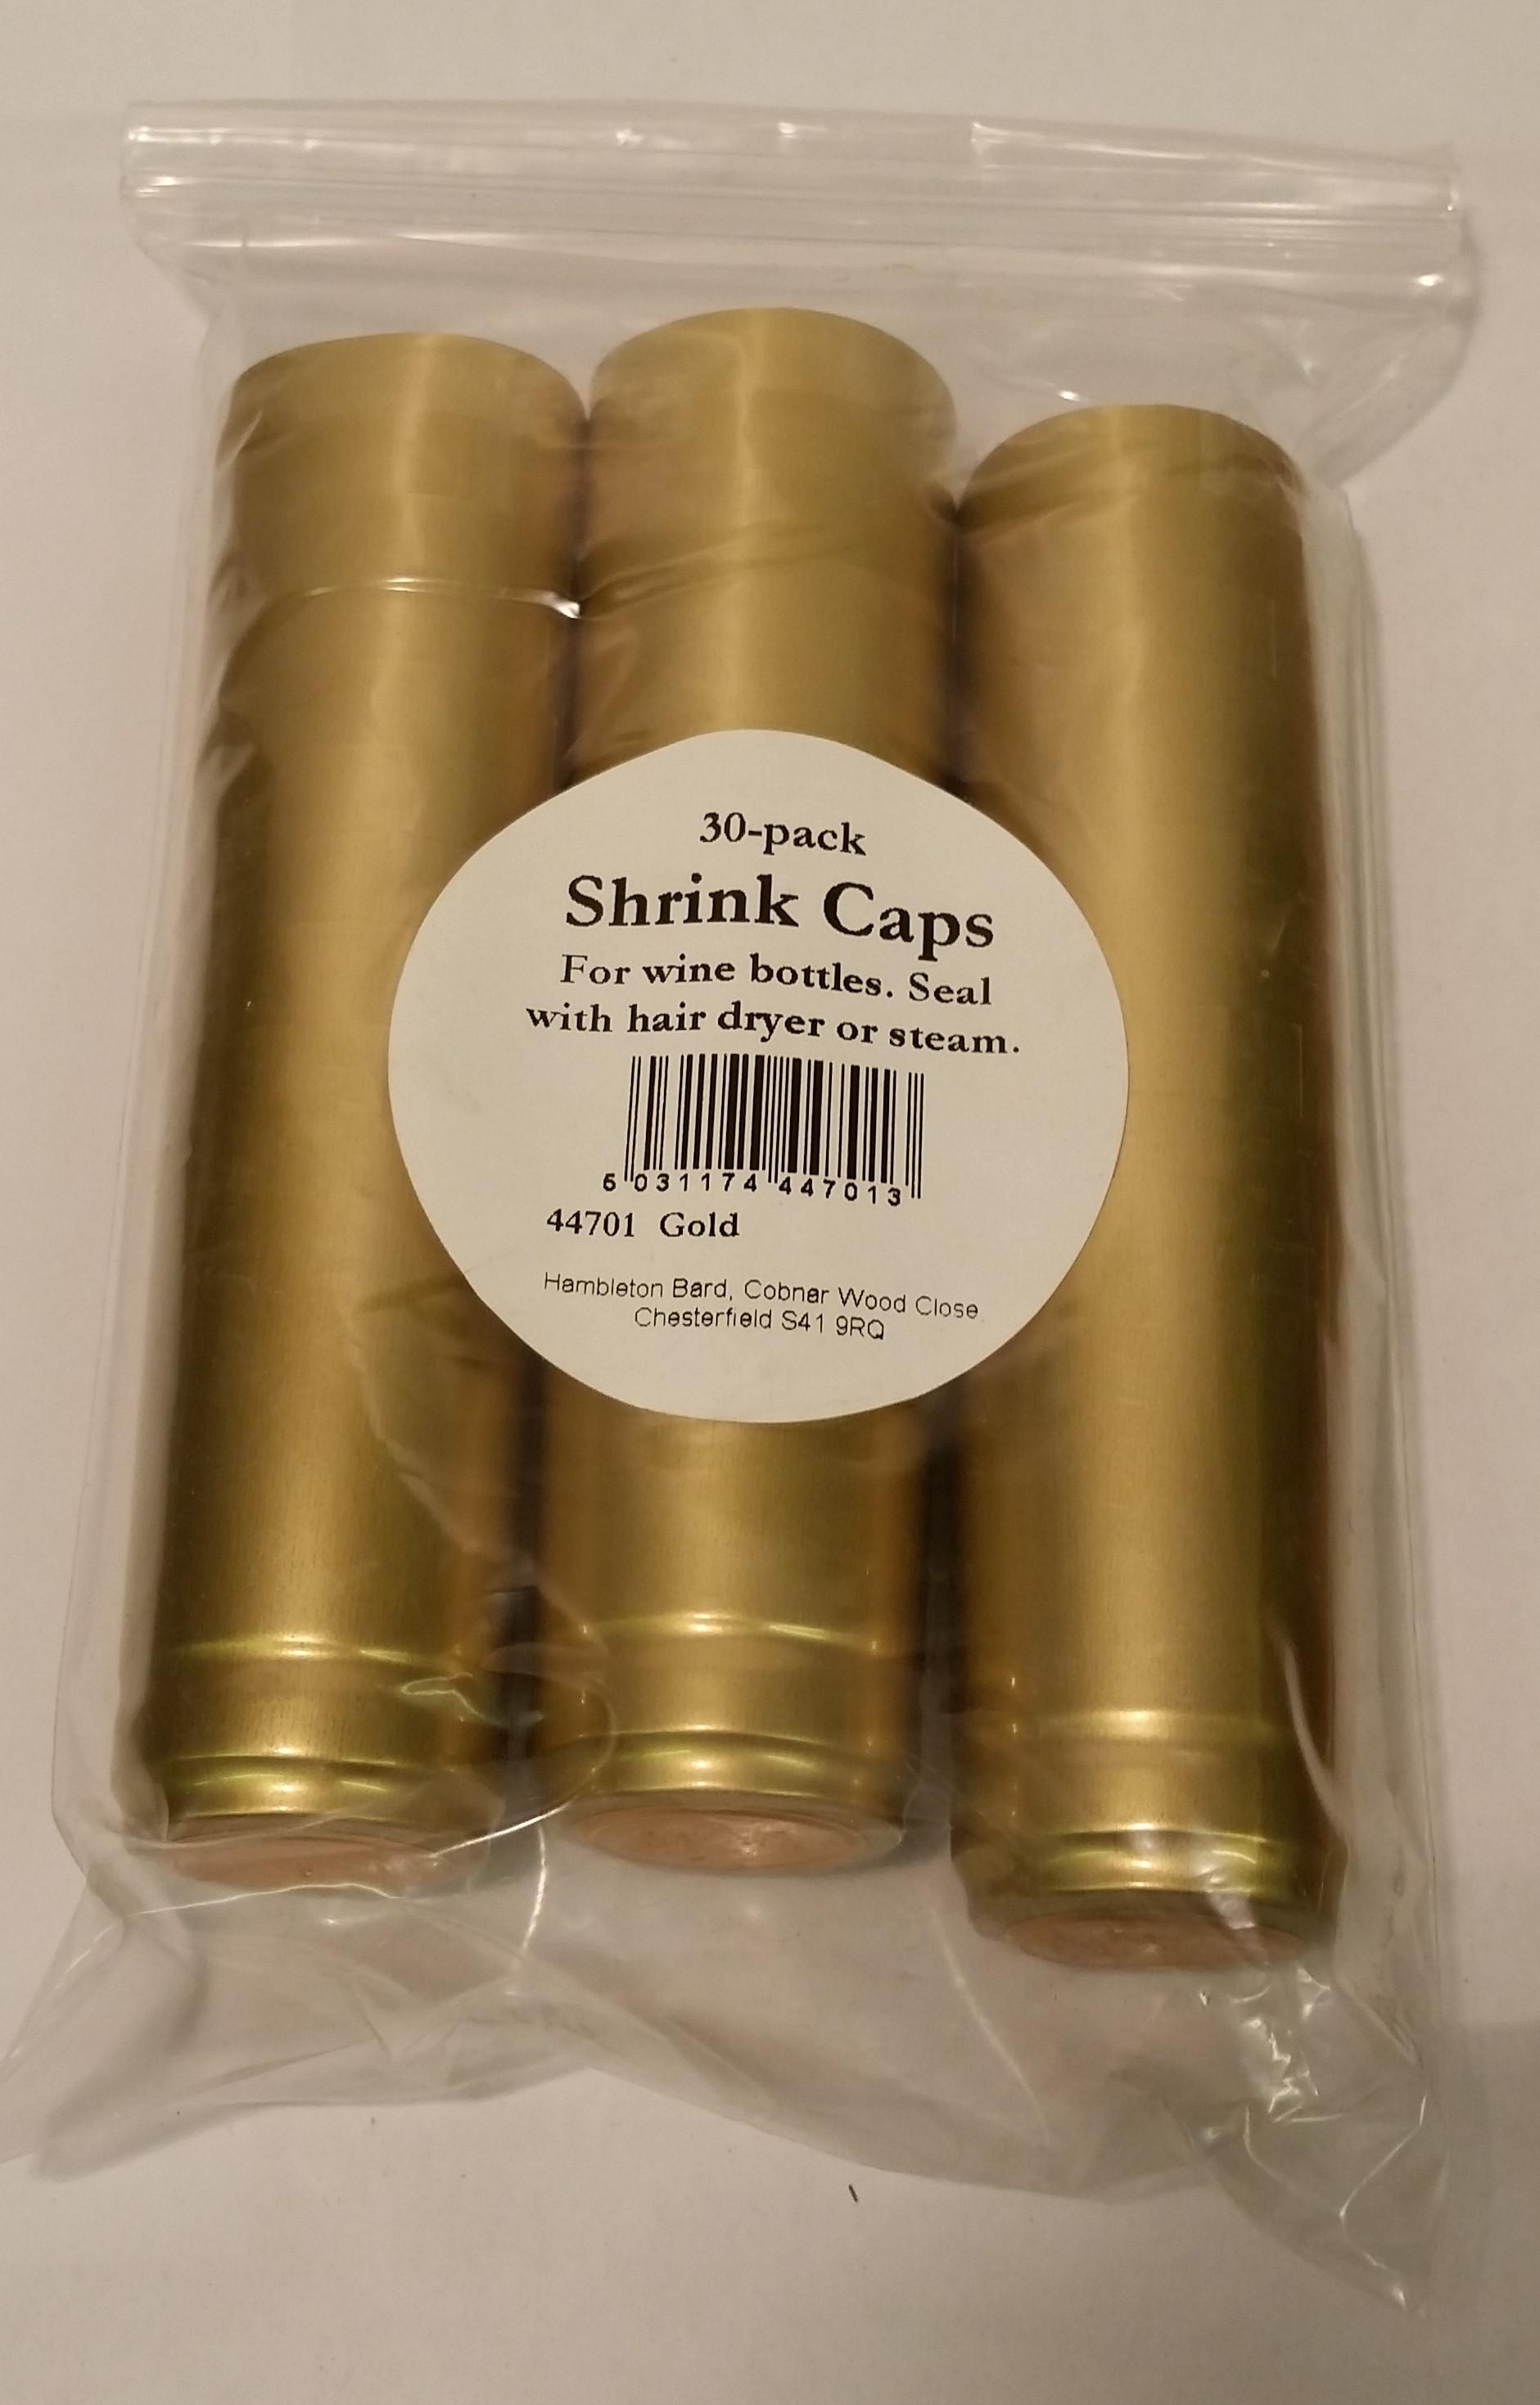 30-pack
Shrink Caps
For wine bottles. Seal
with hair dryer or steam.
5 031174 447013
44701 Gold
Hambleton Bard, Cobnar Wood Close
Chesterfield S41 9RQ